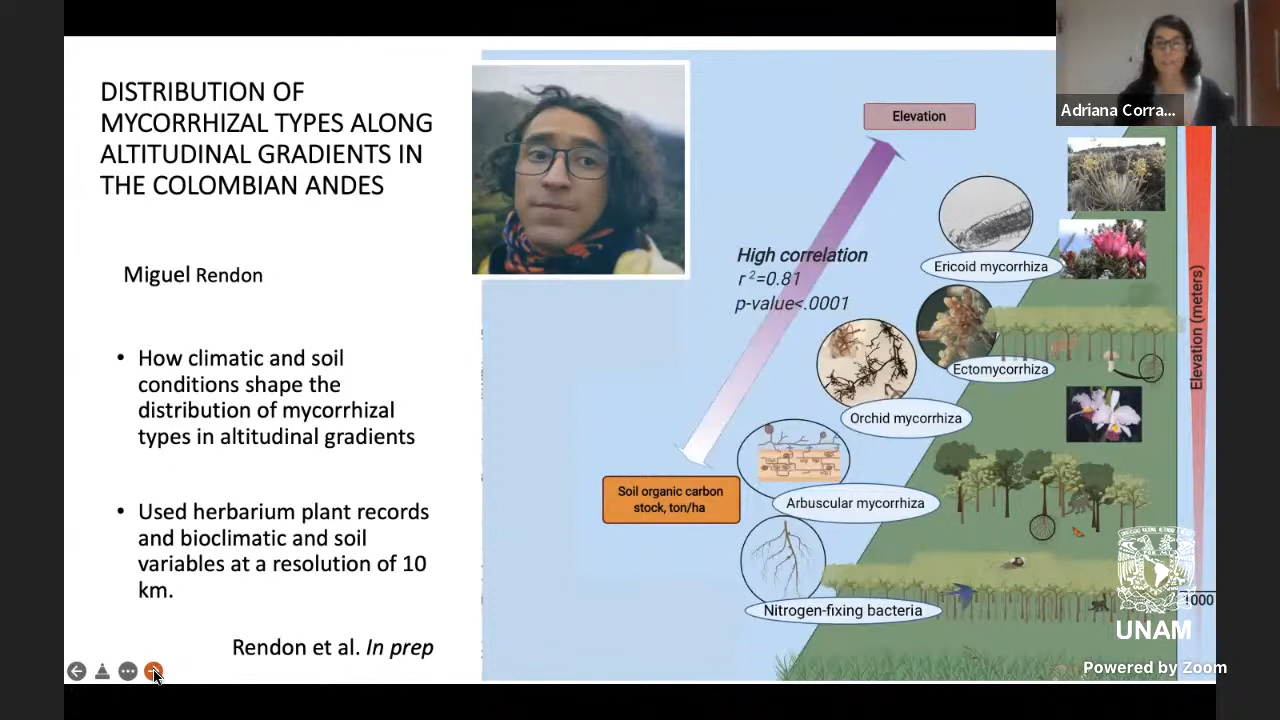 DISTRIBUTION OF
MYCORRHIZAL TYPES ALONG
ALTITUDINAL GRADIENTS IN
THE COLOMBIAN ANDES
Miguel Rendon
• How climatic and soil
conditions shape the
distribution of mycorrhizal
types in altitudinal gradients
• Used herbarium plant records
and bioclimatic and soil
variables at a resolution of 10
km.
Rendon et al. In prep
Elevation
High correlation
r²=0.81
p-value<.0001
Soil organic carbon
stock, ton/ha
Ericoid mycorrhiza
Ectomycorrhiza
Orchid mycorrhiza
Arbuscular mycorrhiza
Nitrogen-fixing bacteria
Elevation (meters)
1000
Adriana Corra...
UNAM
Powered by Zoom